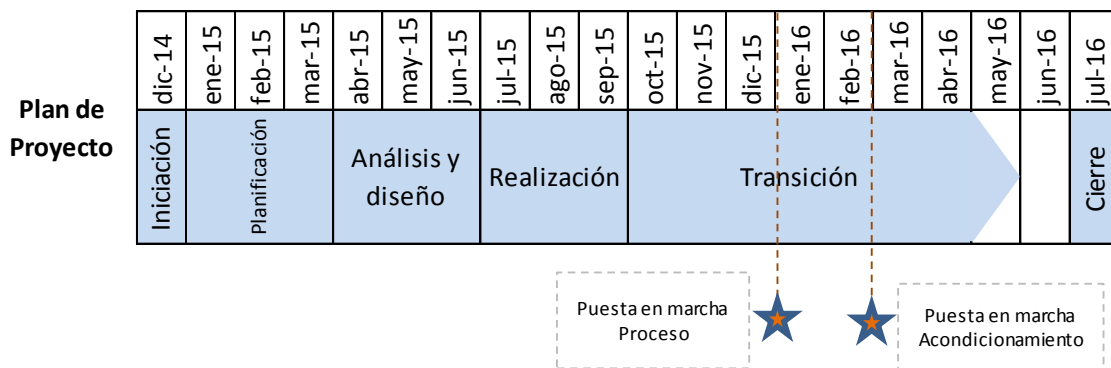 Plan de
Proyecto
dic-14
ene-15
feb-15
mar-15
abr-15
may-15
jun-15
jul-15
ago-15
sep-15
oct-15
nov-15
dic-15
ene-16
feb-16
mar-16
abr-16
may-16
jun-16
jul-16
Iniciación
Planificación
Análisis y
diseño
Realización
Transición
Cierre
Puesta en marcha
Proceso
Puesta en marcha
Acondicionamiento